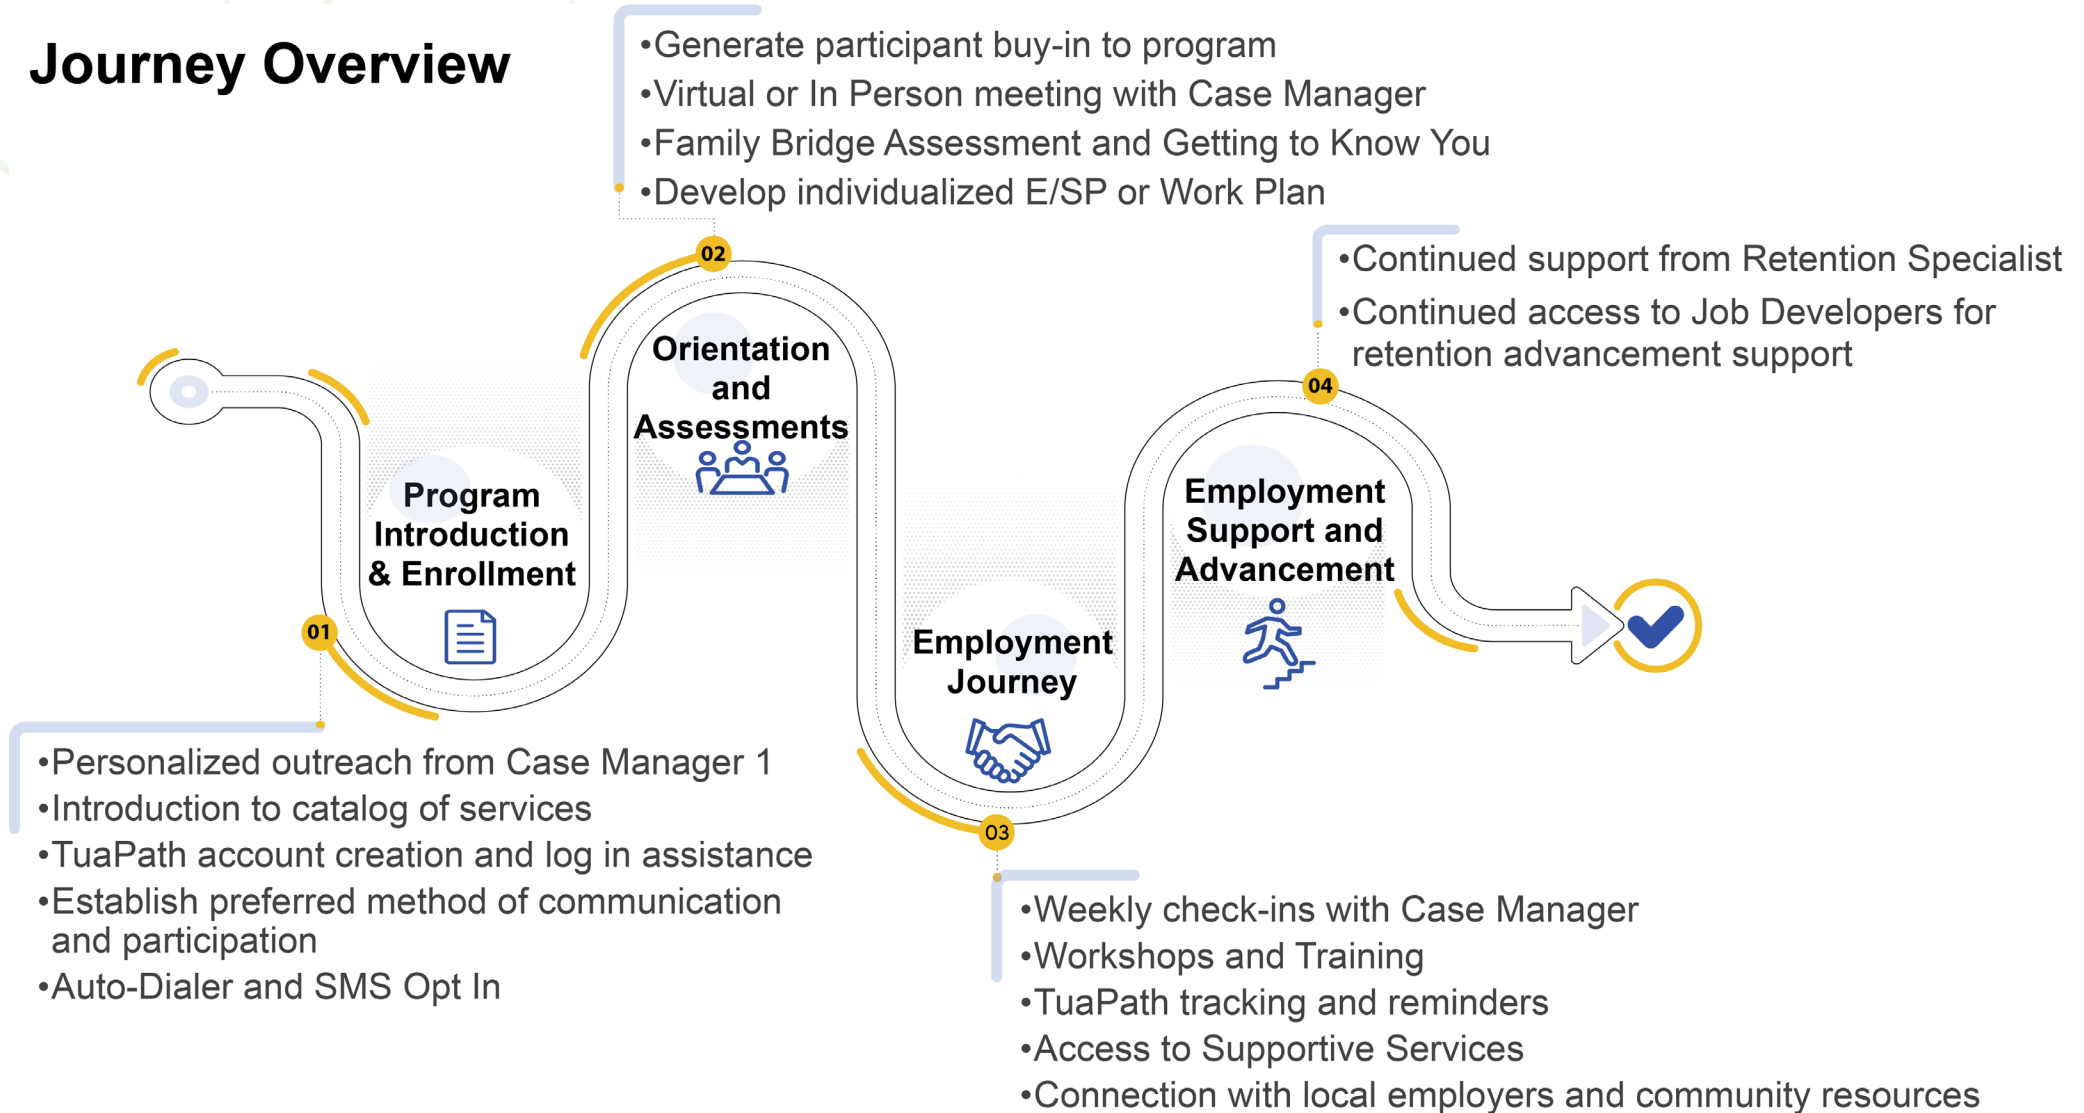 Journey Overview
•Generate participant buy-in to program
•Virtual or In Person meeting with Case Manager
•Family Bridge Assessment and Getting to Know You
•Develop individualized E/SP or Work Plan
02
Orientation
and
Assessments
•Continued support from Retention Specialist
•Continued access to Job Developers for
retention advancement support
04
Employment
Support and
Advancement
Program
Introduction
& Enrollment
01
•Personalized outreach from Case Manager 1
•Introduction to catalog of services
•TuaPath account creation and log in assistance
•Establish preferred method of communication
and participation
•Auto-Dialer and SMS Opt In
Employment
Journey
03
•Weekly check-ins with Case Manager
•Workshops and Training
•TuaPath tracking and reminders
•Access to Supportive Services
•Connection with local employers and community resources